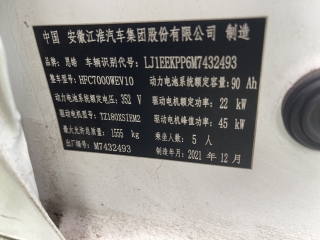 中国 安徽江淮汽车集团股份有限公司 制造
品牌：思皓 车辆识别代号：LJ1EEKPP6M7432493
整车型号：HFC7000WEV10 动力电池系统额定容量：90 Ah
动力电池系统额定电压：352 V 驱动电机额定功率：22 kW
驱动电机型号：TZ180XSIEM2 驱动电机峰值功率：45 kW
最大允许总质量：1555 kg 乘坐人数：5 人
出厂编号：M7432493 制造年月：2021 年 12 月